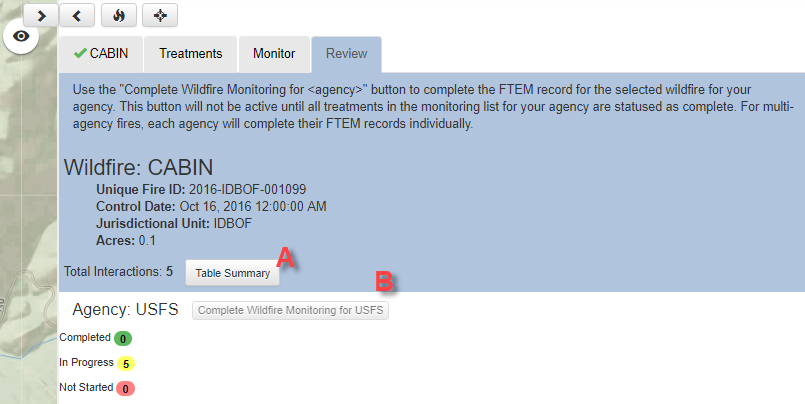 CABIN Treatments Monitor Review
Use the "Complete Wildfire Monitoring for <agency>" button to complete the FTEM record for the selected wildfire for your
agency. This button will not be active until all treatments in the monitoring list for your agency are statused as complete. For multi-
agency fires, each agency will complete their FTEM records individually.
Wildfire: CABIN
Unique Fire ID: 2016-IDBOF-001099
Control Date: Oct 16, 2016 12:00:00 AM
Jurisdictional Unit: IDBOF
Acres: 0.1
A
Total Interactions: 5 Table Summary
B
Agency: USFS Complete Wildfire Monitoring for USFS
Completed 0
In Progress 5
Not Started 0